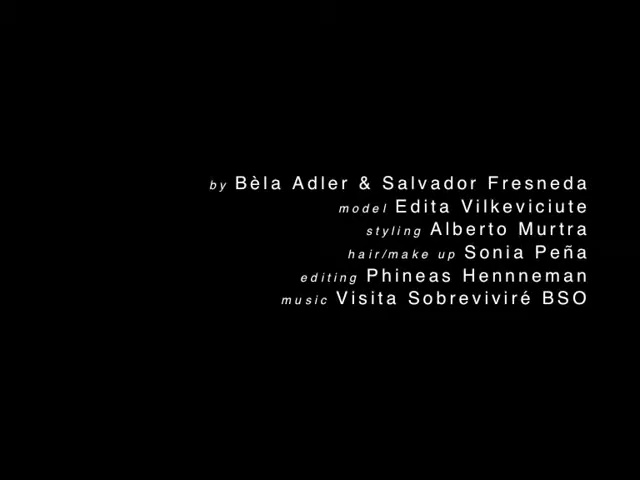 by Bèla Adler & Salvador Fresneda
model Edita Vilkeviciute
styling Alberto Murtra
hair/make up Sonia Peña
editing Phineas Hennneman
music Visita Sobreviviré BSO